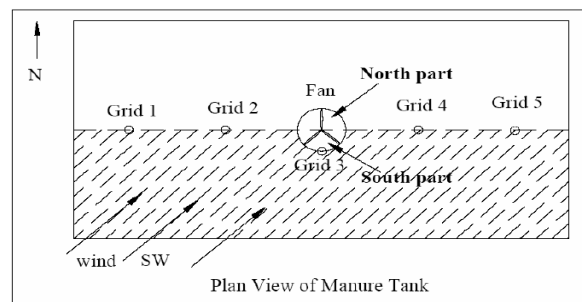 N
North part
Fan
Grid 1
Grid 2
Grid 4
Grid 5
Grid 3
South part
wind
SW
Plan View of Manure Tank